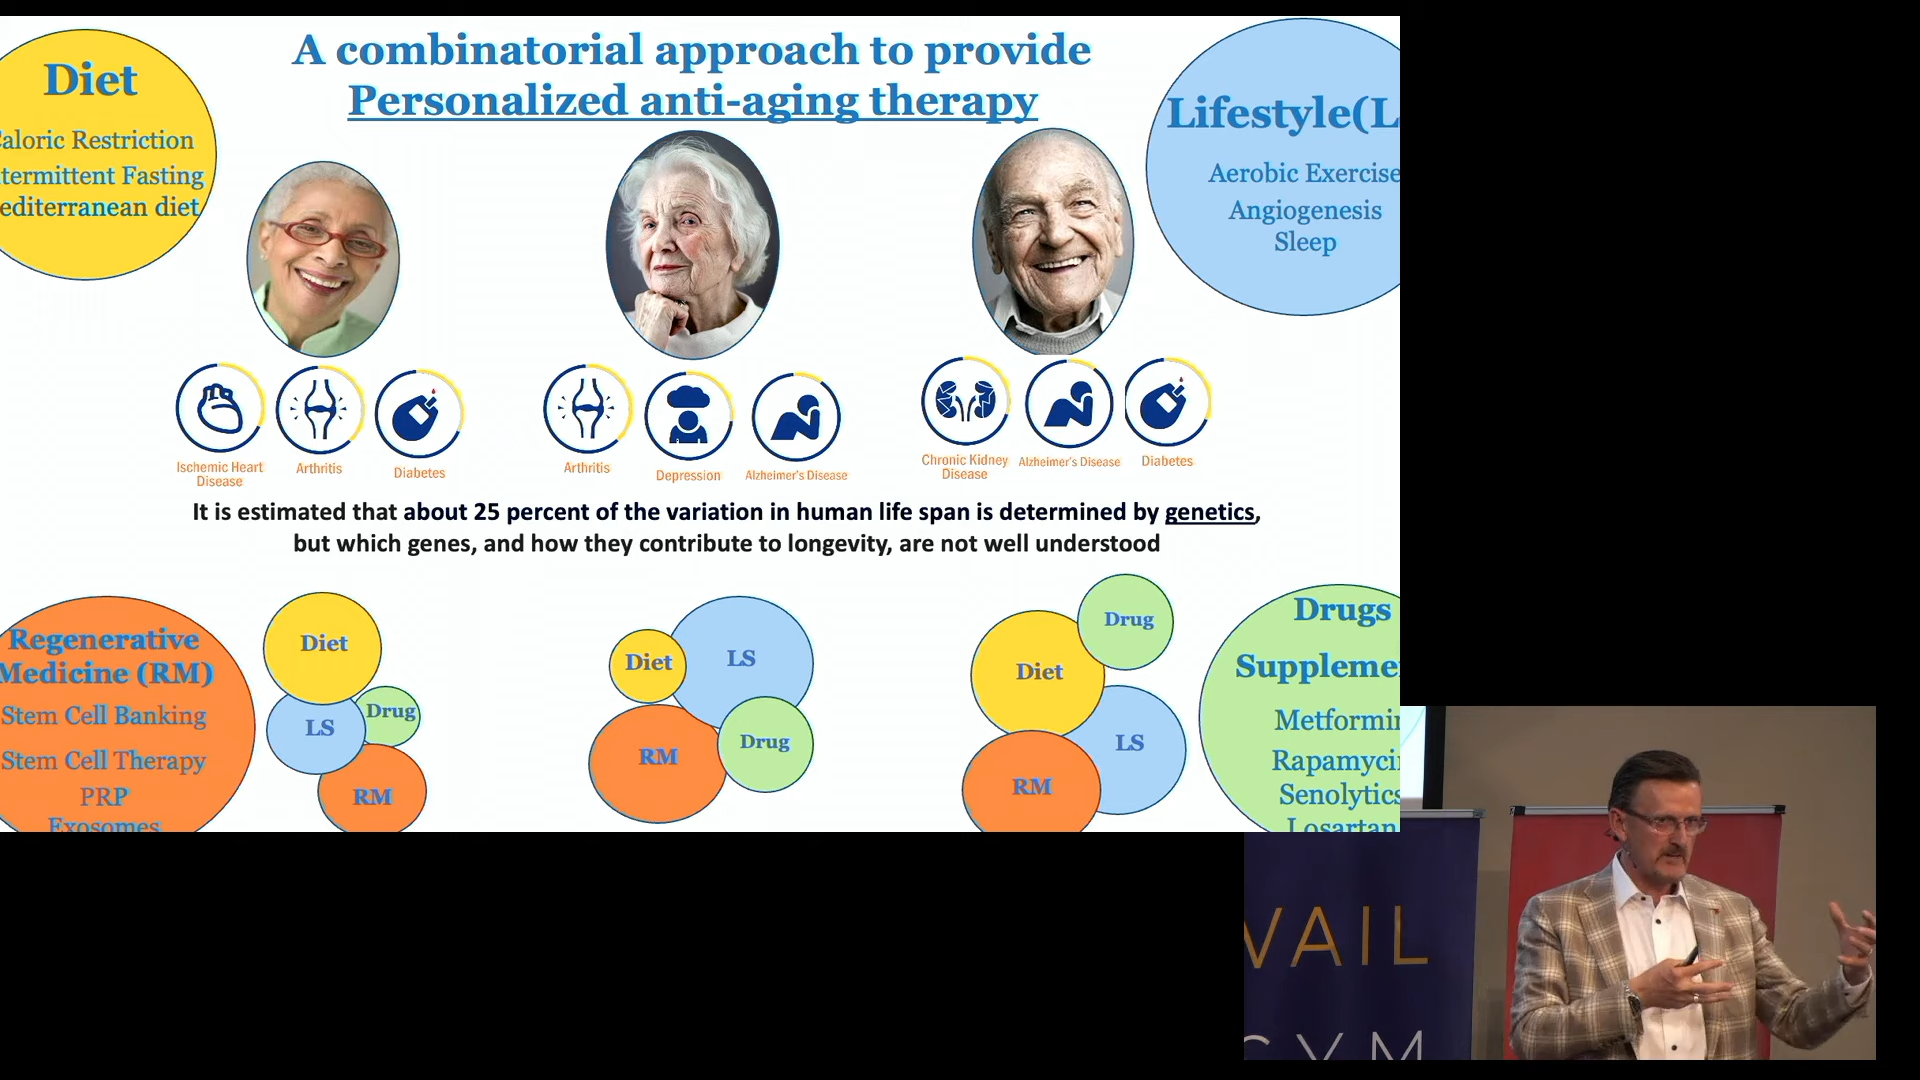 A combinatorial approach to provide
Personalized anti-aging therapy
Diet
aloric Restriction
termittent Fasting
editerranean diet
Lifestyle(L
Aerobic Exercise
Angiogenesis
Sleep
Ischemic Heart
Disease
Arthritis
Diabetes
Arthritis
Depression
Alzheimer's Disease
Chronic Kidney
Disease
Alzheimer's Disease
Diabetes
It is estimated that about 25 percent of the variation in human life span is determined by genetics,
but which genes, and how they contribute to longevity, are not well understood
Regenerative
Medicine (RM)
Stem Cell Banking
Stem Cell Therapy
PRP
Exosomes
Diet
LS
Drug
RM
Diet
LS
RM
Drug
Drug
Diet
LS
RM
Drugs
Suppleme
Metformin
Rapamyci
Senolytics
Losartan
VAIL
GYM